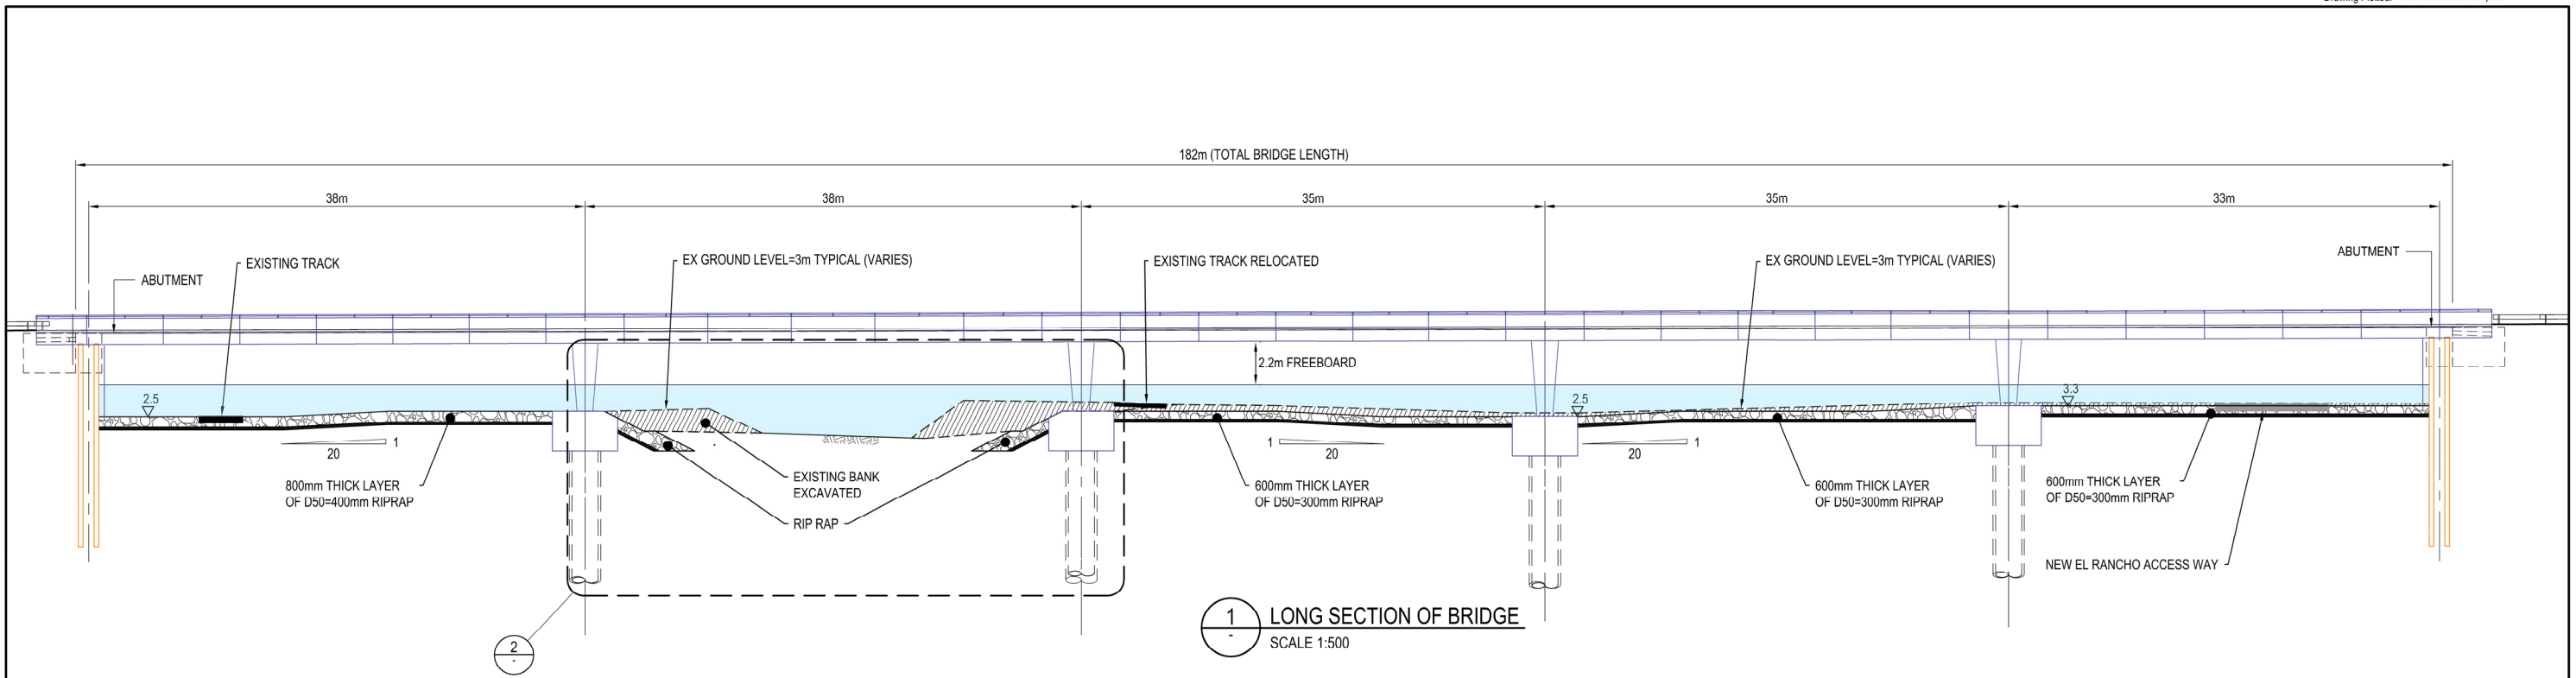 182m (TOTAL BRIDGE LENGTH)
38m
38m
35m
35m
33m
ABUTMENT
EXISTING TRACK
EX GROUND LEVEL=3m TYPICAL (VARIES)
EXISTING TRACK RELOCATED
EX GROUND LEVEL=3m TYPICAL (VARIES)
ABUTMENT
2.2m FREEBOARD
2.5
2.5
3.3
1
20
1
20
1
20
800mm THICK LAYER
OF D50=400mm RIPRAP
EXISTING BANK
EXCAVATED
RIP RAP
600mm THICK LAYER
OF D50=300mm RIPRAP
600mm THICK LAYER
OF D50=300mm RIPRAP
600mm THICK LAYER
OF D50=300mm RIPRAP
NEW EL RANCHO ACCESS WAY
2
-
1
-
LONG SECTION OF BRIDGE
SCALE 1:500